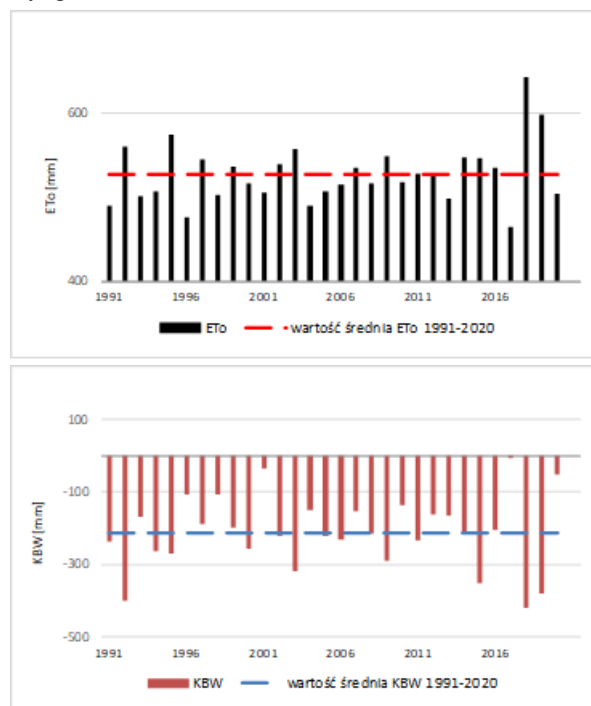 600
ETo [mm]
400
1991 1996 2001 2006 2011 2016
ETo wartość średnia ETo 1991-2020
100
-100
KBW [mm]
-300
-500
1991 1996 2001 2006 2011 2016
KBW wartość średnia KBW 1991-2020